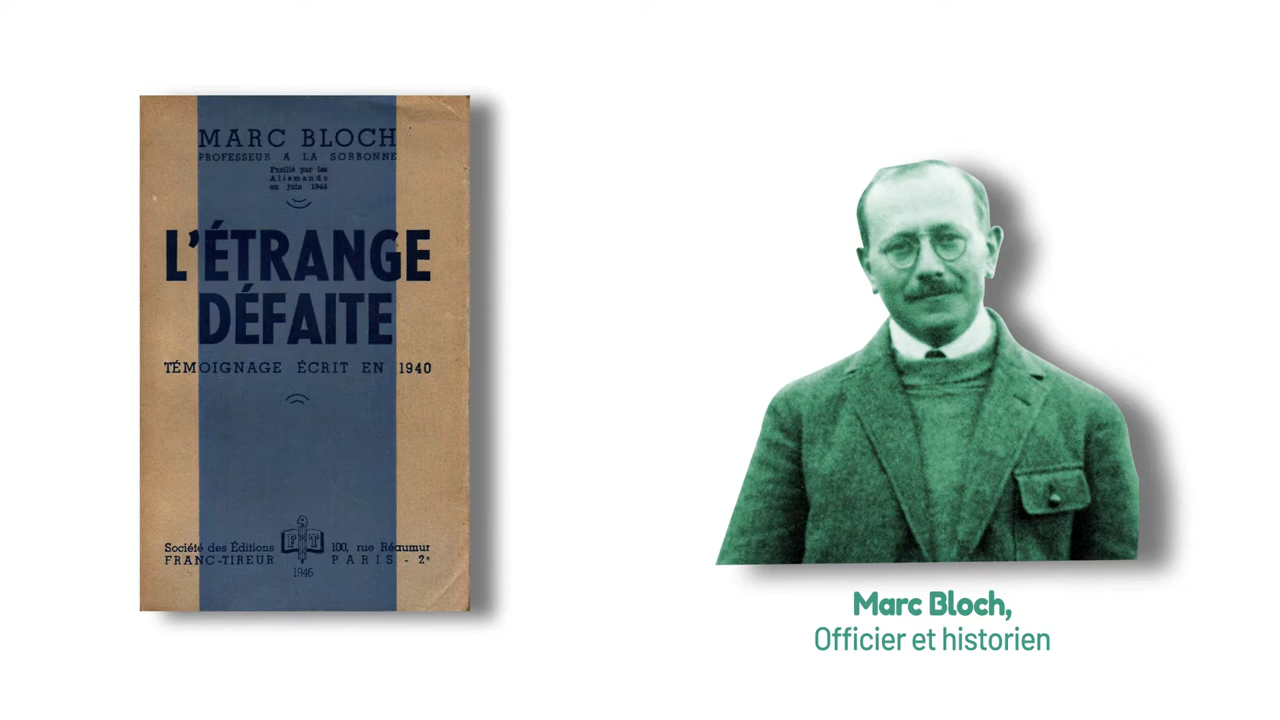 MARC BLOCH
PROFESSEUR A LA SORBONNE
Fusillé par les
Allemands
en juin 1944
L'ÉTRANGE
DÉFAITE
TÉMOIGNAGE ÉCRIT EN 1940
Société des Éditions
FRANC-TIREUR
FT
1946
100, rue Réaumur
PARIS - 2e
Marc Bloch,
Officier et historien